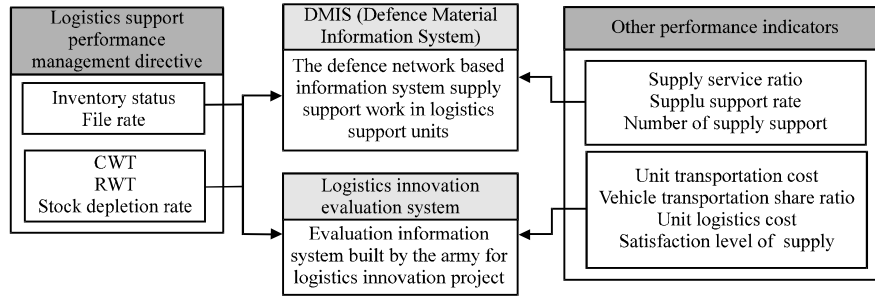 Logistics support
performance
management directive
Inventory status
File rate
CWT
RWT
Stock depletion rate
DMIS (Defence Material
Information System)
The defence network based
information system supply
support work in logistics
support units
Logistics innovation
evaluation system
Evaluation information
system built by the army for
logistics innovation project
Other performance indicators
Supply service ratio
Supplu support rate
Number of supply support
Unit transportation cost
Vehicle transportation share ratio
Unit logistics cost
Satisfaction level of supply